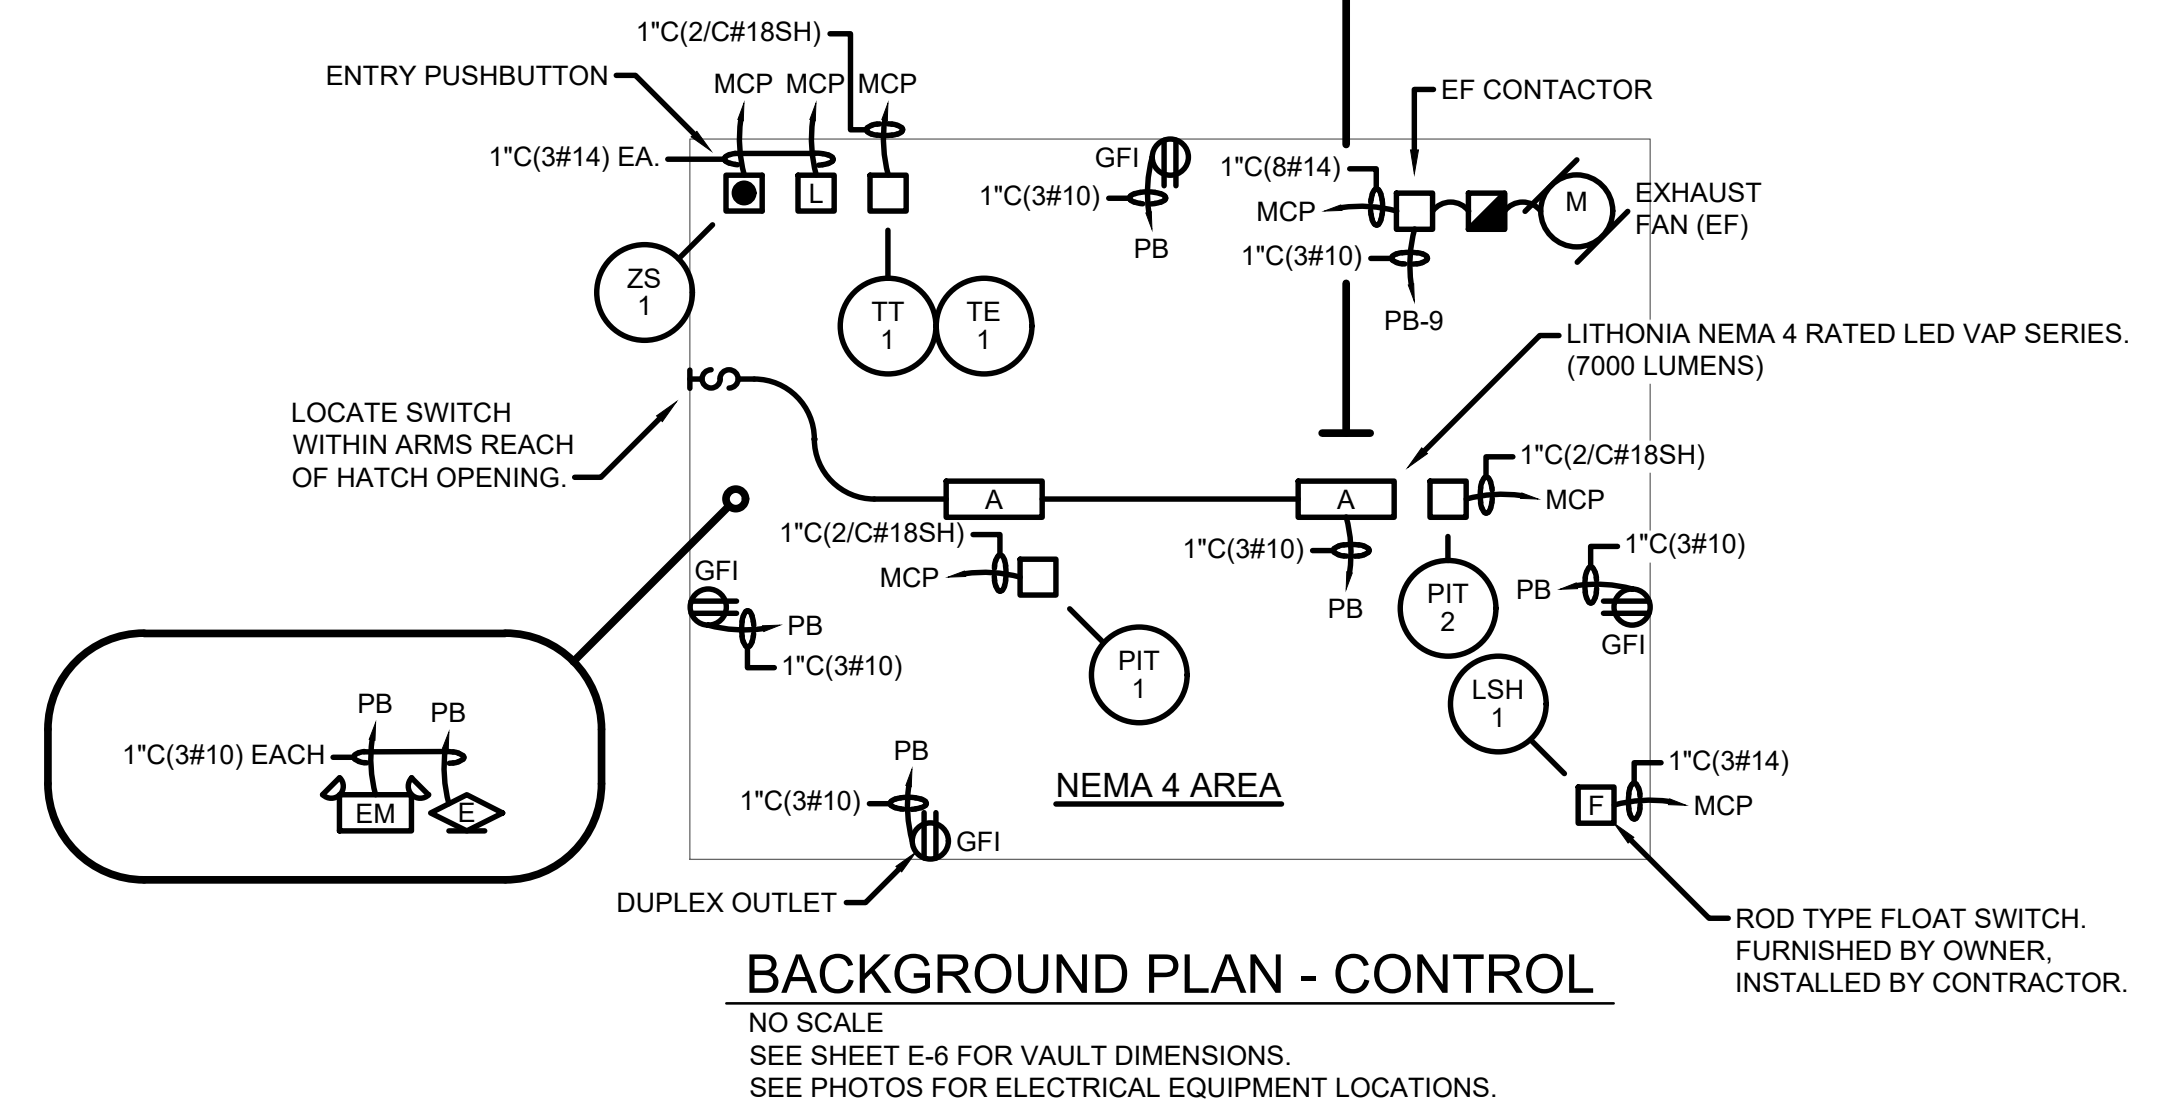 1"C(2/C#18SH)
ENTRY PUSHBUTTON
MCP MCP MCP
EF CONTACTOR
1"C(3#14) EA.
L
GFI
1"C(3#10)
PB
1"C(8#14)
MCP
M
EXHAUST
FAN (EF)
1"C(3#10)
PB-9
ZS
1
TT
1
TE
1
LITHONIA NEMA 4 RATED LED VAP SERIES.
(7000 LUMENS)
LOCATE SWITCH
WITHIN ARMS REACH
OF HATCH OPENING.
A
A
1"C(2/C#18SH)
MCP
1"C(2/C#18SH)
MCP
1"C(3#10)
PB
1"C(3#10)
PB
GFI
GFI
PB
1"C(3#10)
PIT
1
PIT
2
LSH
1
PB
PB
1"C(3#10) EACH
EM
E
PB
1"C(3#10)
GFI
NEMA 4 AREA
1"C(3#14)
F
MCP
DUPLEX OUTLET
ROD TYPE FLOAT SWITCH.
FURNISHED BY OWNER,
INSTALLED BY CONTRACTOR.
BACKGROUND PLAN - CONTROL
NO SCALE
SEE SHEET E-6 FOR VAULT DIMENSIONS.
SEE PHOTOS FOR ELECTRICAL EQUIPMENT LOCATIONS.